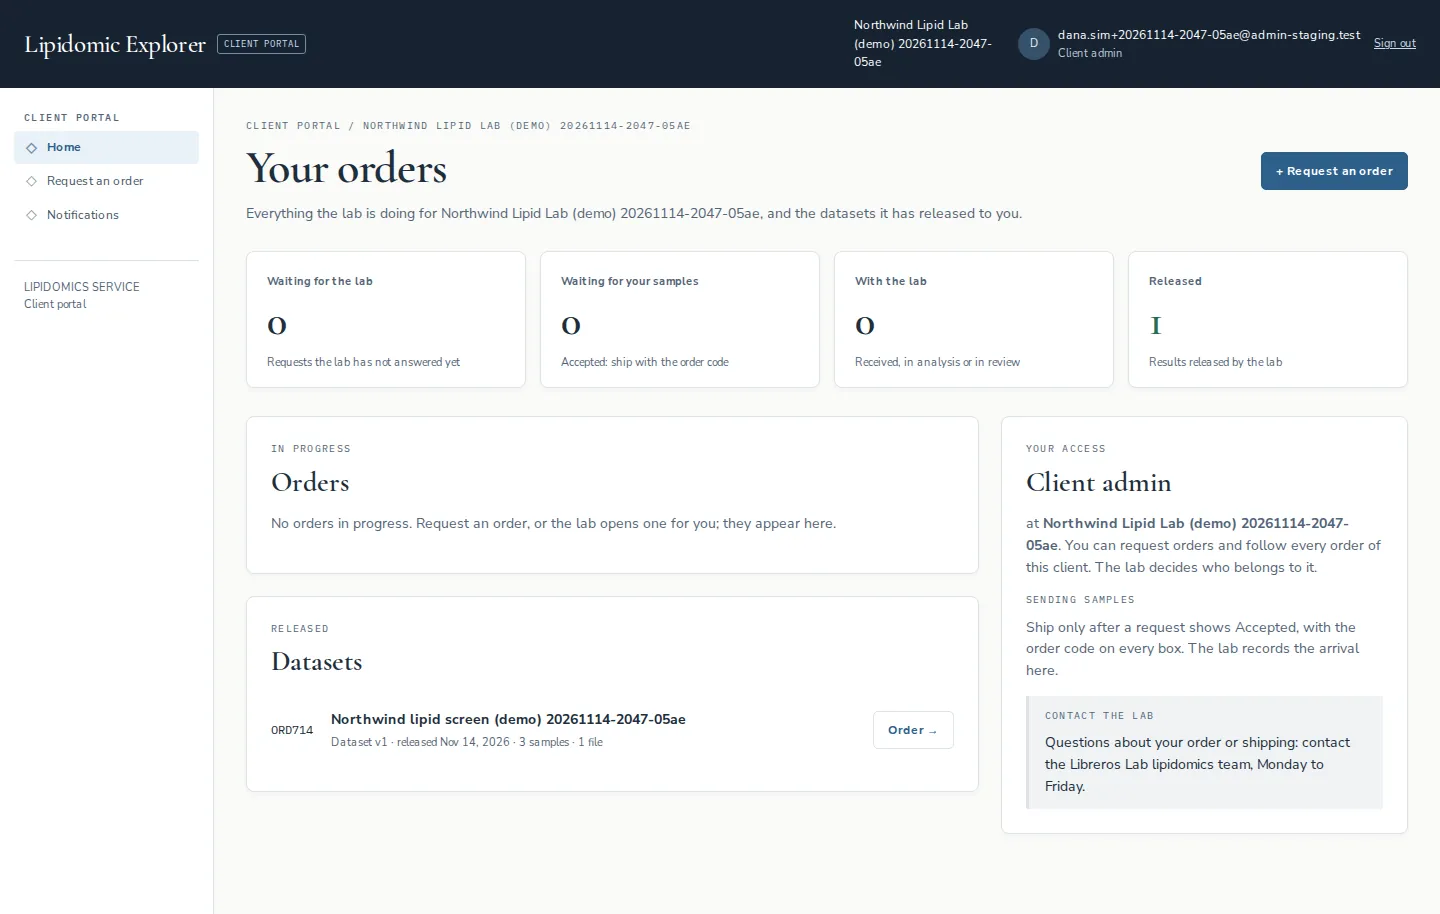 Lipidomic Explorer
CLIENT PORTAL
Northwind Lipid Lab
(demo) 20261114-2047-
05ae
D
dana.sim+20261114-2047-05ae@admin-staging.test
Client admin
Sign out
CLIENT PORTAL
Home
Request an order
Notifications
LIPIDOMICS SERVICE
Client portal
CLIENT PORTAL / NORTHWIND LIPID LAB (DEMO) 20261114-2047-05AE
Your orders
+ Request an order
Everything the lab is doing for Northwind Lipid Lab (demo) 20261114-2047-05ae, and the datasets it has released to you.
Waiting for the lab
0
Requests the lab has not answered yet
Waiting for your samples
0
Accepted: ship with the order code
With the lab
0
Received, in analysis or in review
Released
1
Results released by the lab
IN PROGRESS
Orders
No orders in progress. Request an order, or the lab opens one for you; they appear here.
RELEASED
Datasets
ORD714
Northwind lipid screen (demo) 20261114-2047-05ae
Dataset v1 · released Nov 14, 2026 · 3 samples · 1 file
Order →
YOUR ACCESS
Client admin
at Northwind Lipid Lab (demo) 20261114-2047-
05ae. You can request orders and follow every order of
this client. The lab decides who belongs to it.
SENDING SAMPLES
Ship only after a request shows Accepted, with the
order code on every box. The lab records the arrival
here.
CONTACT THE LAB
Questions about your order or shipping: contact
the Libreros Lab lipidomics team, Monday to
Friday.